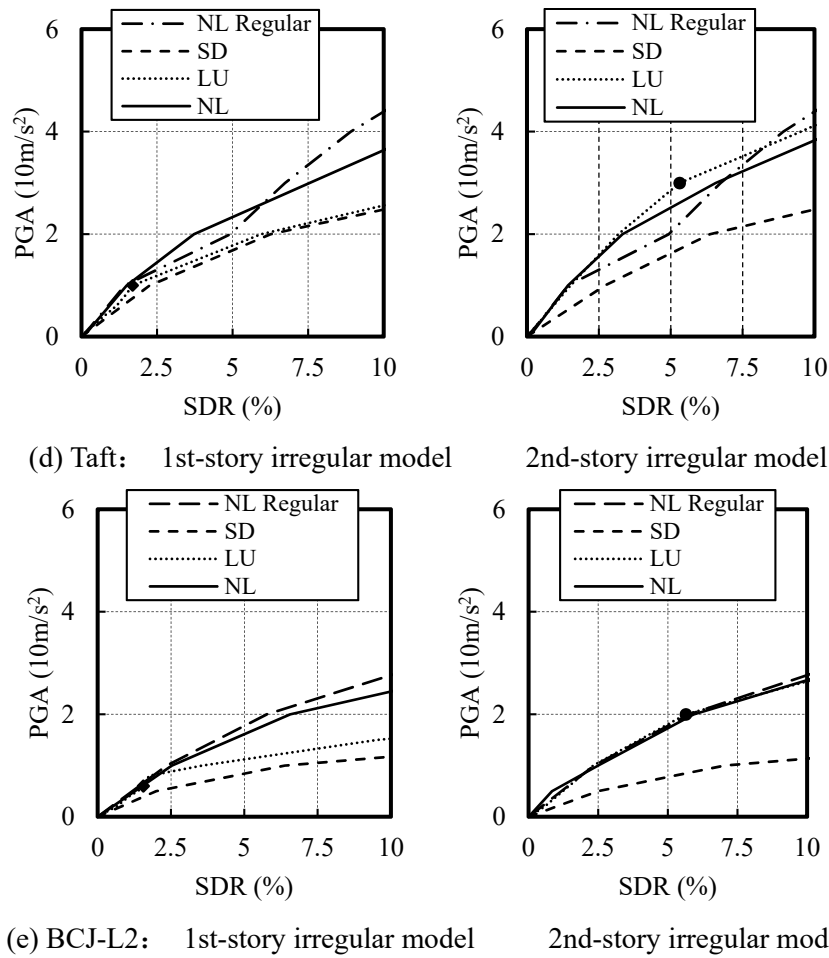 NL Regular
SD
LU
NL
PGA (10m/s²)
6
4
2
0
0 2.5 5 7.5 10
SDR (%)
NL Regular
SD
LU
NL
PGA (10m/s²)
6
4
2
0
0 2.5 5 7.5 10
SDR (%)
(d) Taft： 1st-story irregular model 2nd-story irregular model
NL Regular
SD
LU
NL
PGA (10m/s²)
6
4
2
0
0 2.5 5 7.5 10
SDR (%)
NL Regular
SD
LU
NL
PGA (10m/s²)
6
4
2
0
0 2.5 5 7.5 10
SDR (%)
(e) BCJ-L2： 1st-story irregular model 2nd-story irregular mod